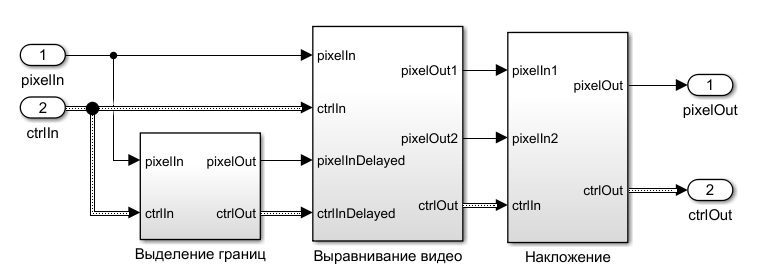 1
pixelIn
2
ctrlIn
pixelIn
ctrlIn
pixelOut
ctrlOut
Выделение границ
pixelIn
ctrlIn
pixelInDelayed
ctrlInDelayed
pixelOut1
pixelOut2
ctrlOut
Выравнивание видео
pixelIn1
pixelIn2
ctrlIn
pixelOut
ctrlOut
Накложение
1
pixelOut
2
ctrlOut